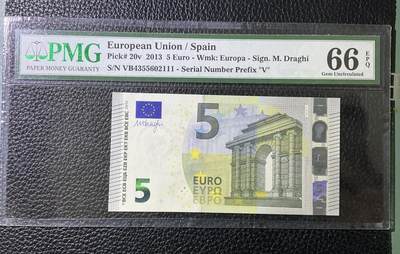 PMG
PAPER MONEY GUARANTY
European Union / Spain
Pick# 20v 2013 5 Euro - Wmk: Europa - Sign. M. Draghi
S/N VB4355602111 - Serial Number Prefix "V"
66 EPQ
Gem Uncirculated
5
5
EURO
ΕΥΡΩ
ЕВРО